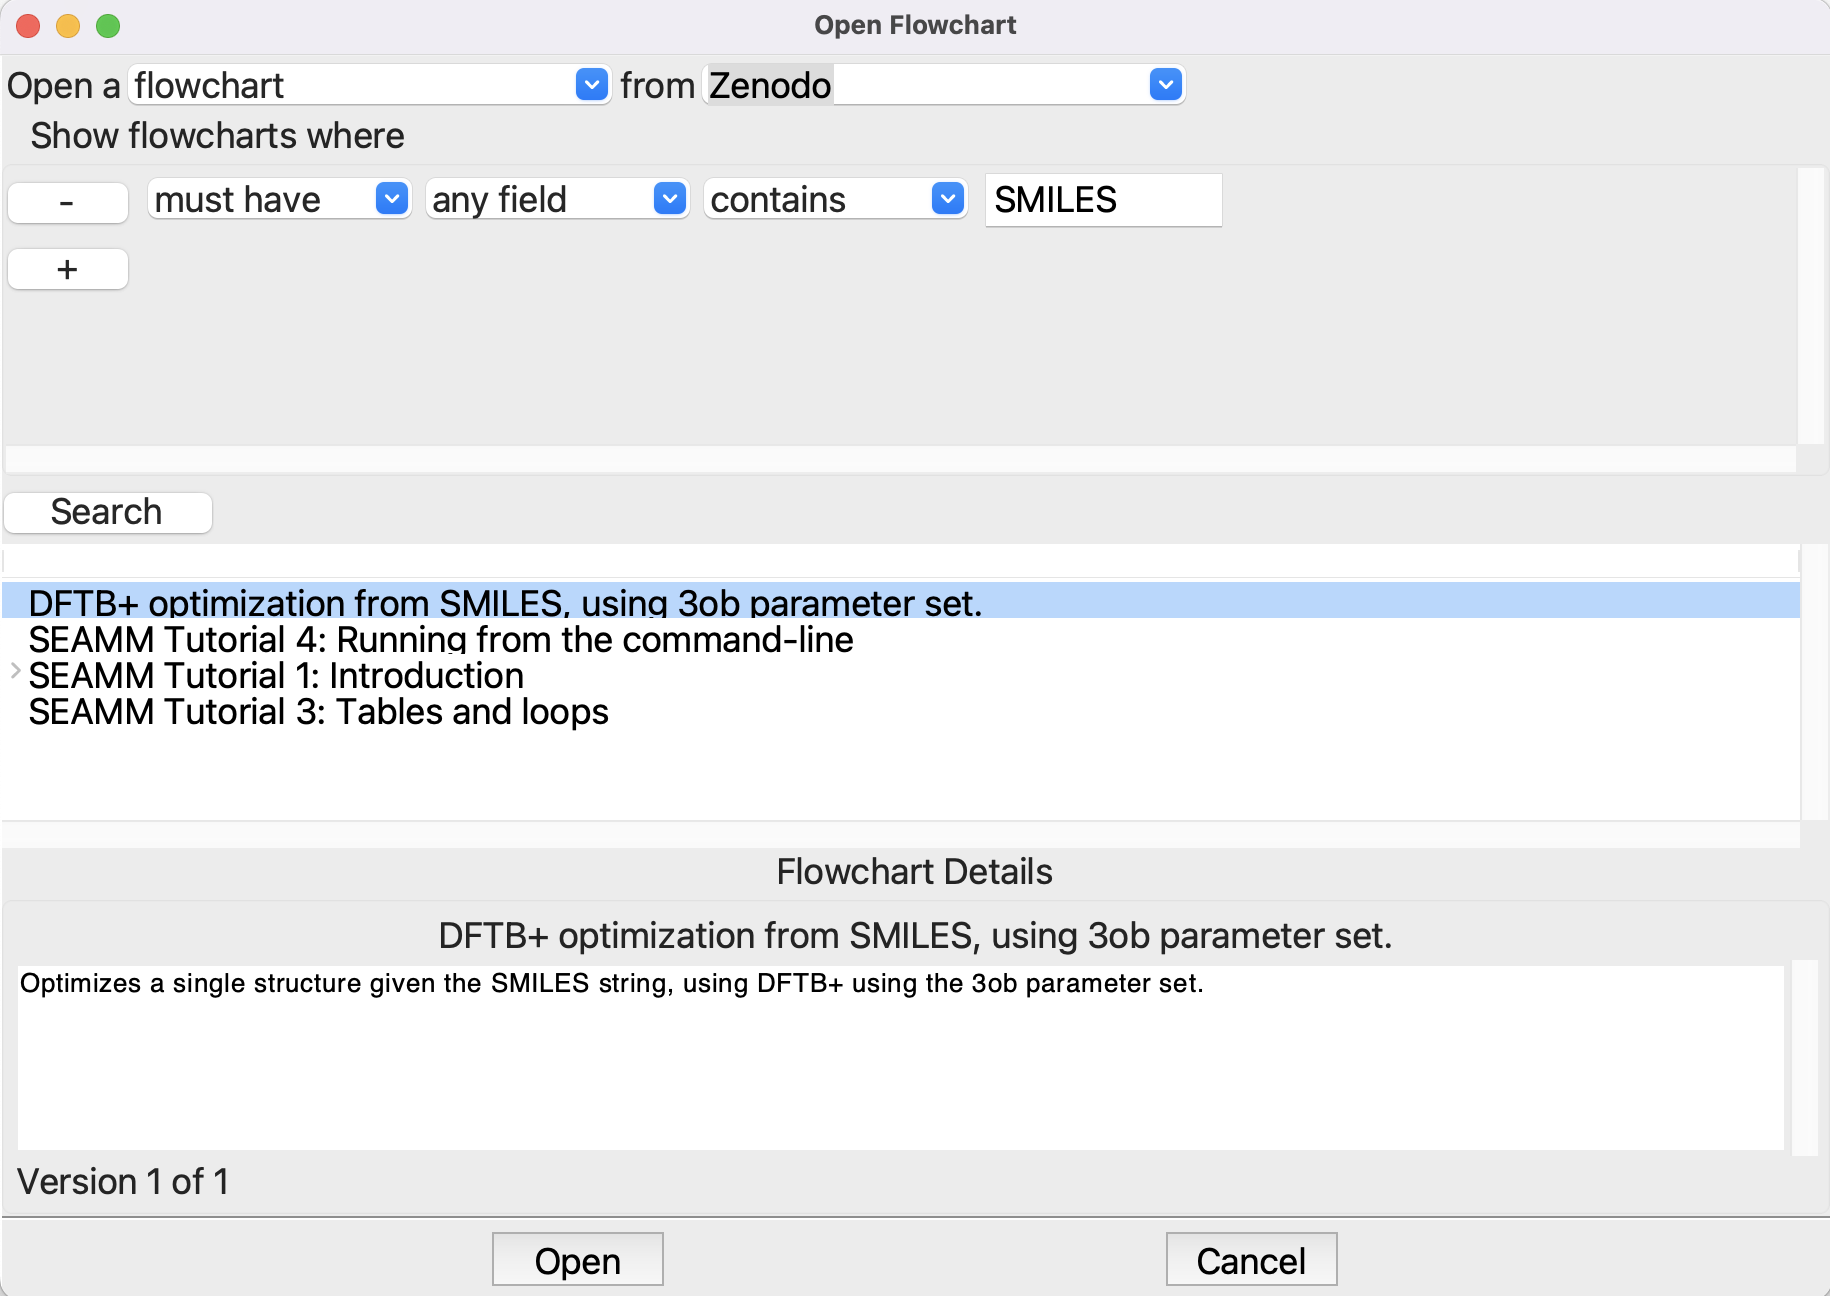 Open Flowchart
Open a flowchart from Zenodo
Show flowcharts where
- must have any field contains SMILES
+
Search
DFTB+ optimization from SMILES, using 3ob parameter set.
SEAMM Tutorial 4: Running from the command-line
SEAMM Tutorial 1: Introduction
SEAMM Tutorial 3: Tables and loops
Flowchart Details
DFTB+ optimization from SMILES, using 3ob parameter set.
Optimizes a single structure given the SMILES string, using DFTB+ using the 3ob parameter set.
Version 1 of 1
Open Cancel